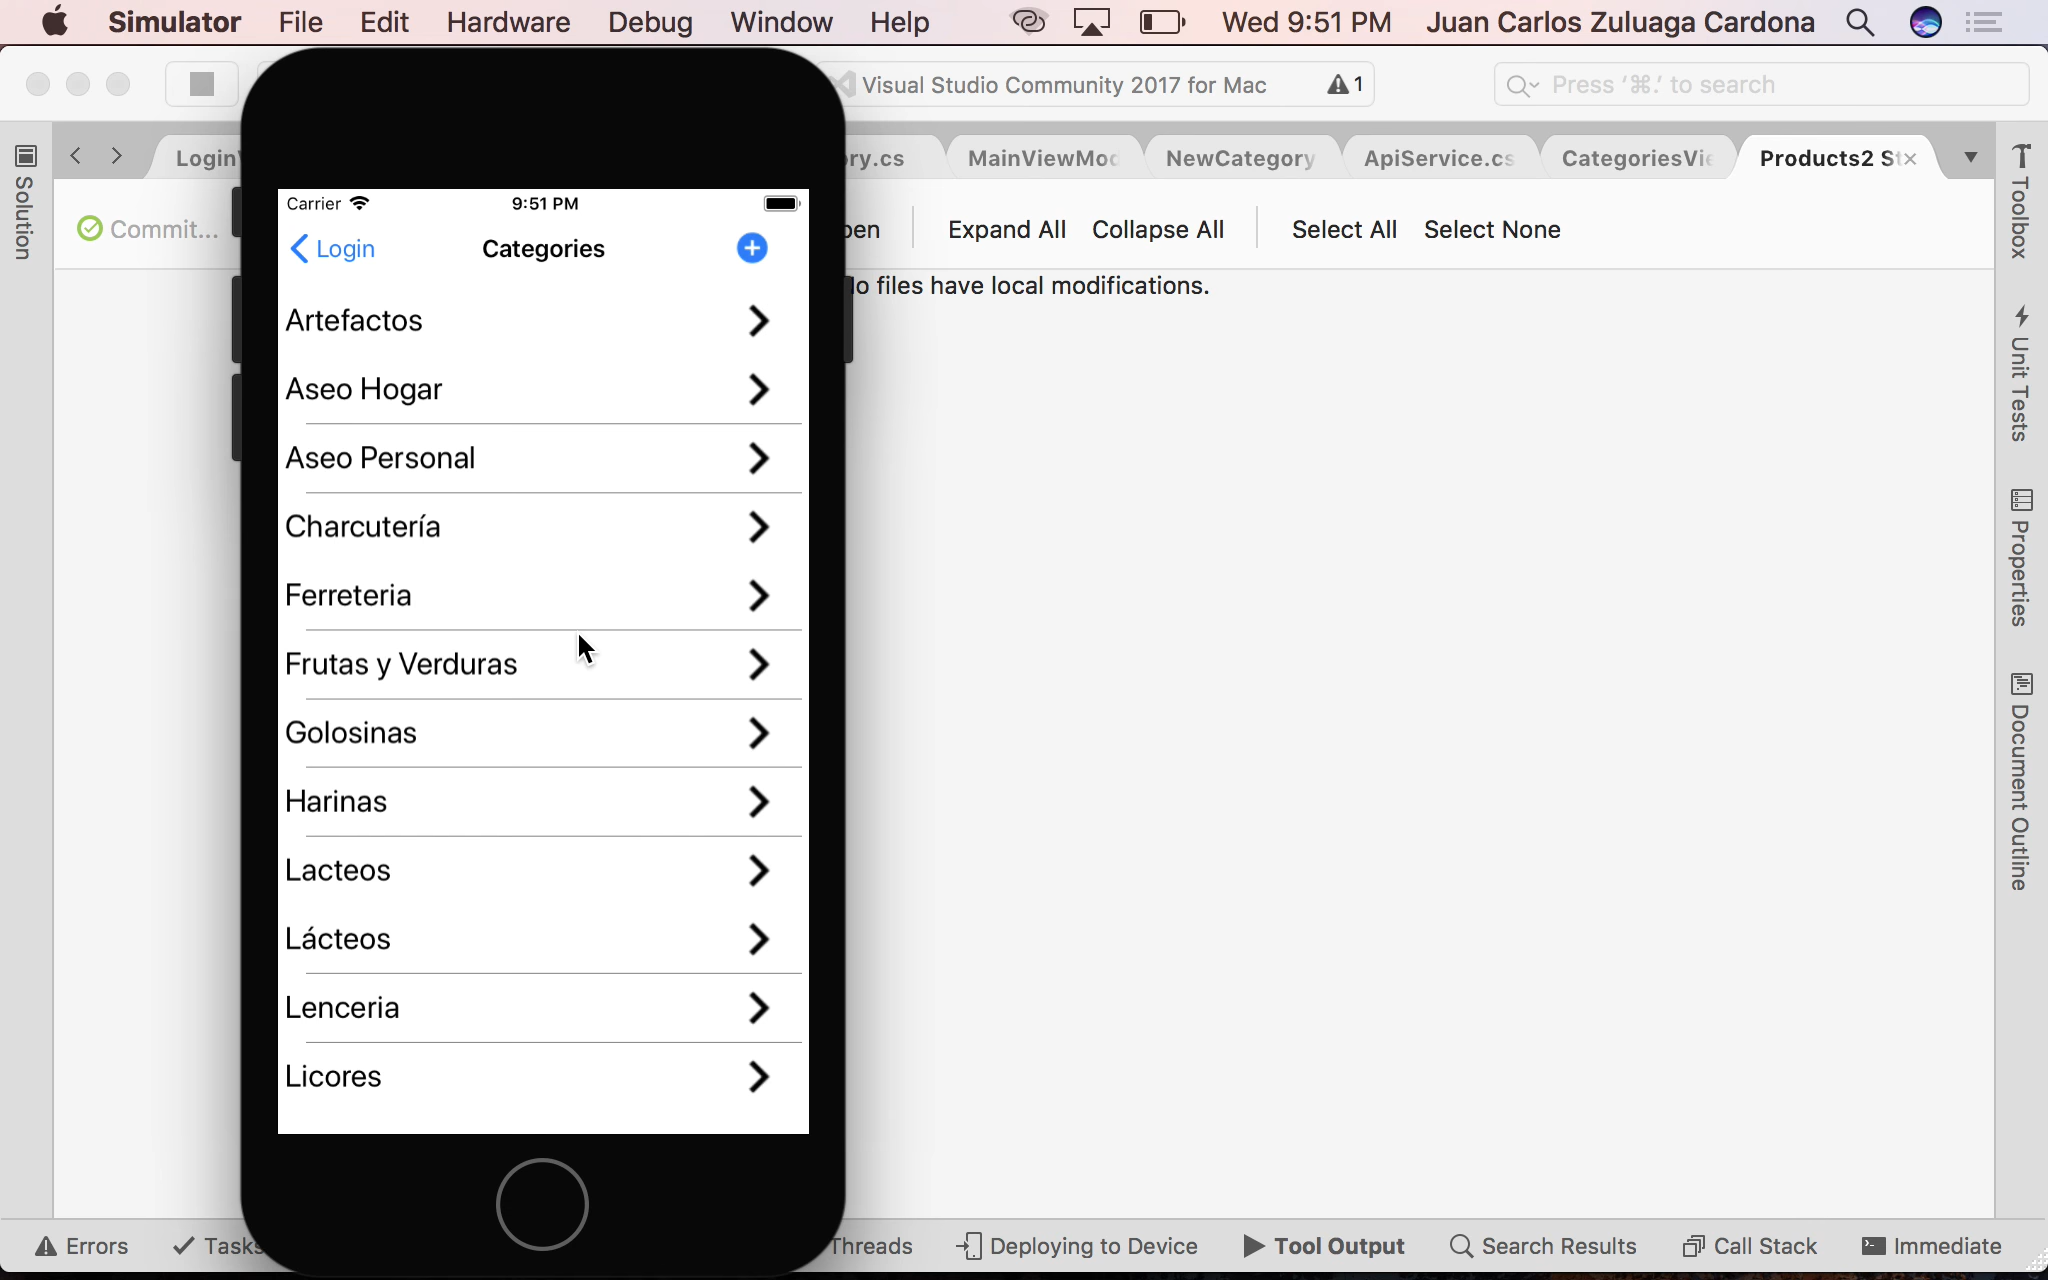 Simulator File Edit Hardware Debug Window Help Wed 9:51 PM Juan Carlos Zuluaga Cardona
Visual Studio Community 2017 for Mac 1 Press '⌘.' to search
Login ry.cs MainViewMo NewCategory ApiService.cs CategoriesVi Products2 St
Commit... pen Expand All Collapse All Select All Select None
o files have local modifications.
Solution
Carrier 9:51 PM
Login Categories
Artefactos
Aseo Hogar
Aseo Personal
Charcutería
Ferreteria
Frutas y Verduras
Golosinas
Harinas
Lacteos
Lácteos
Lenceria
Licores
Toolbox
Unit Tests
Properties
Document Outline
Errors Tasks Threads Deploying to Device Tool Output Search Results Call Stack Immediate